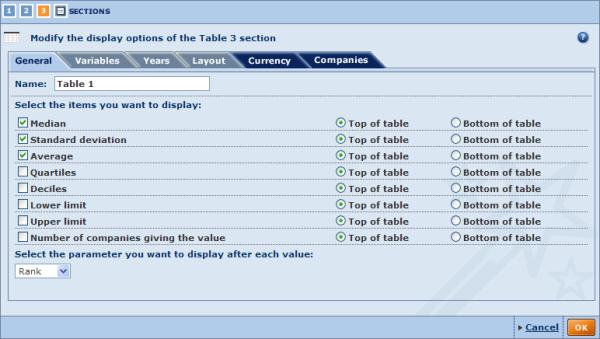 1 2 3 SECTIONS
Modify the display options of the Table 3 section ?
General Variables Years Layout Currency Companies
Name: Table 1
Select the items you want to display:
Median Top of table Bottom of table
Standard deviation Top of table Bottom of table
Average Top of table Bottom of table
Quartiles Top of table Bottom of table
Deciles Top of table Bottom of table
Lower limit Top of table Bottom of table
Upper limit Top of table Bottom of table
Number of companies giving the value Top of table Bottom of table
Select the parameter you want to display after each value:
Rank
Cancel OK